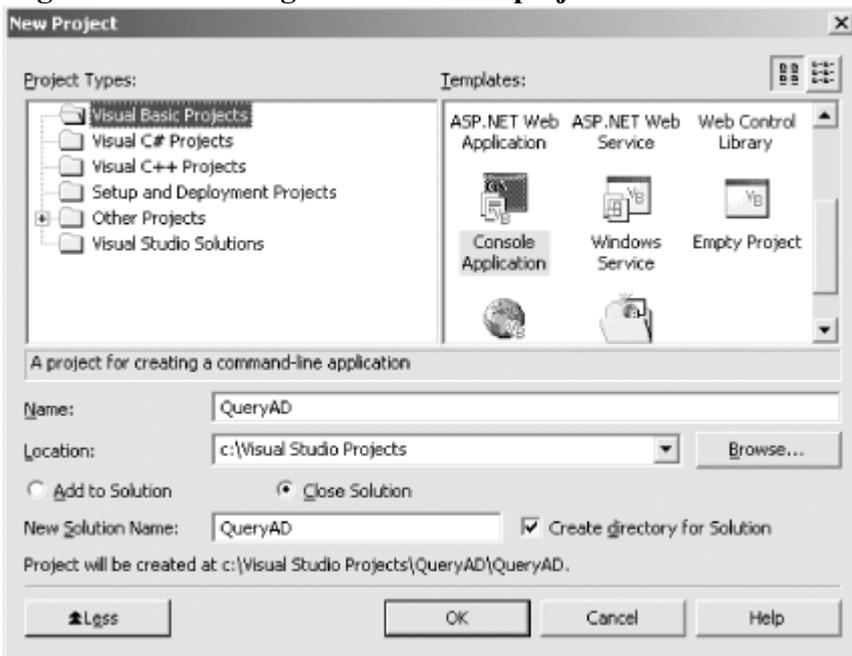 New Project
Project Types:
Templates:
Visual Basic Projects
Visual C# Projects
Visual C++ Projects
Setup and Deployment Projects
Other Projects
Visual Studio Solutions
ASP.NET Web Application
ASP.NET Web Service
Web Control Library
Console Application
Windows Service
Empty Project
A project for creating a command-line application
Name: QueryAD
Location: c:\Visual Studio Projects Browse...
Add to Solution Close Solution
New Solution Name: QueryAD Create directory for Solution
Project will be created at c:\Visual Studio Projects\QueryAD\QueryAD.
Less OK Cancel Help